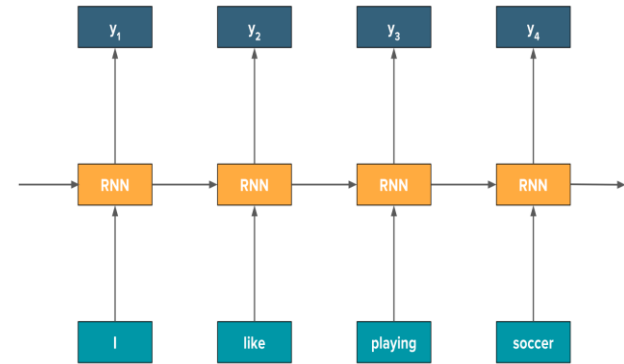 y₁ y₂ y₃ y₄
RNN RNN RNN RNN
I like playing soccer